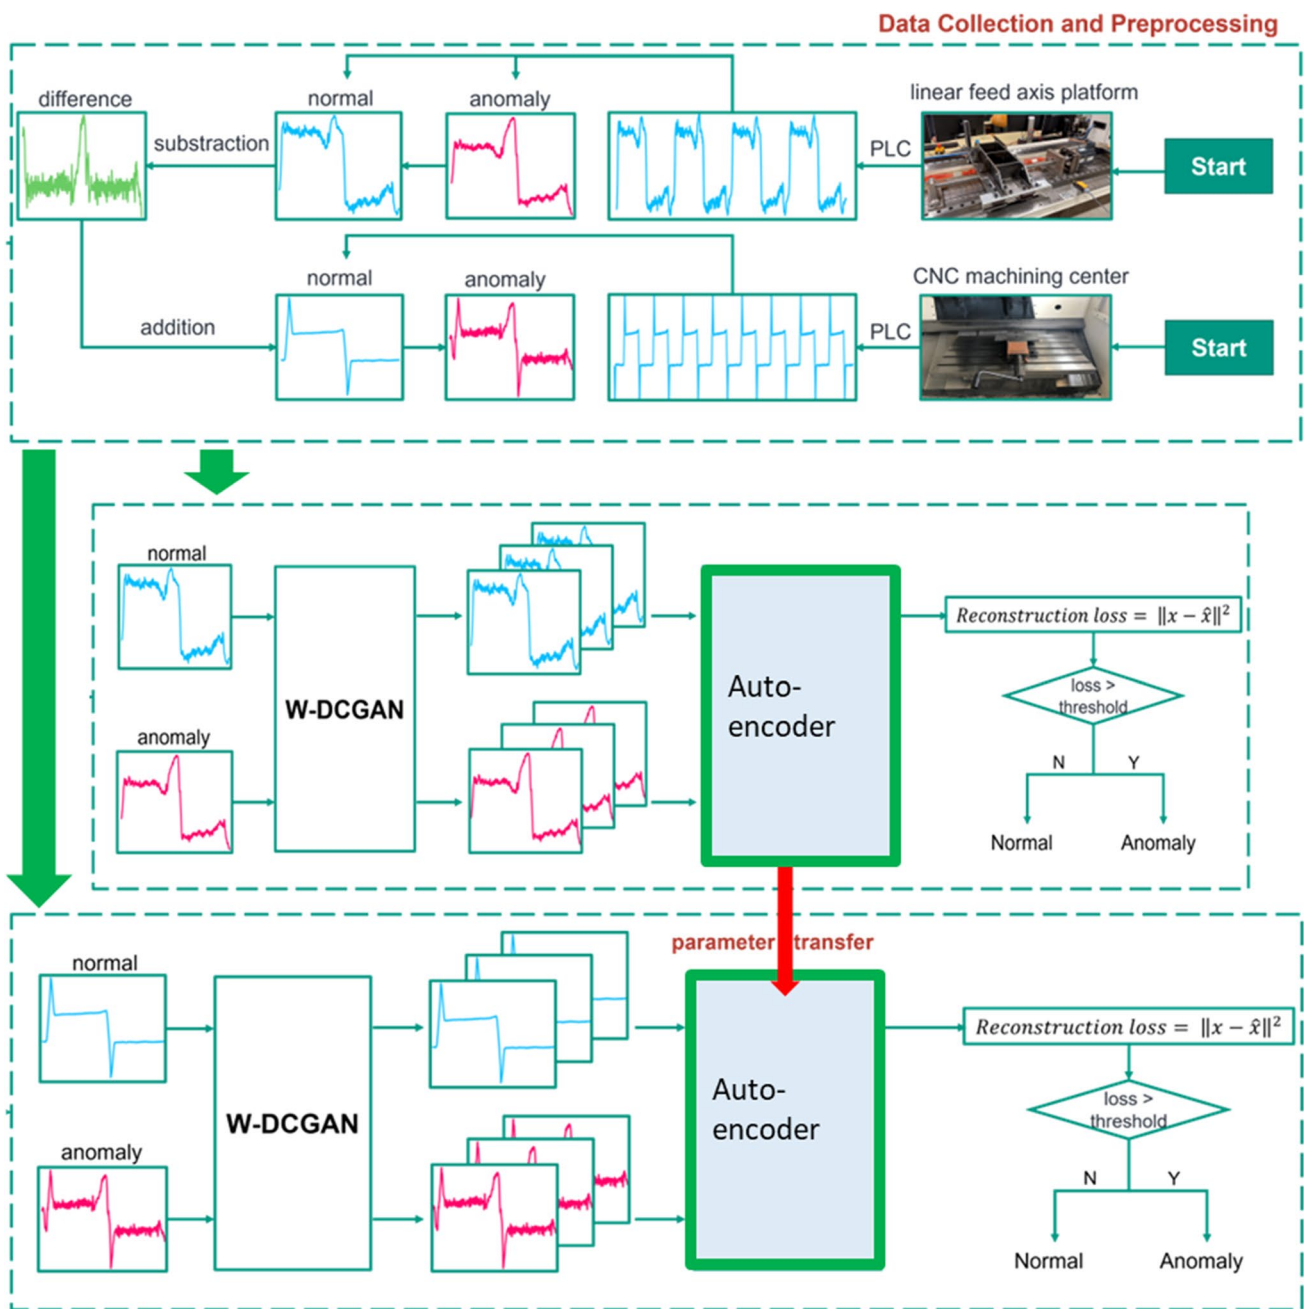 Data Collection and Preprocessing
difference
normal
anomaly
linear feed axis platform
substraction
PLC
Start
normal
anomaly
CNC machining center
addition
PLC
Start
normal
W-DCGAN
anomaly
Auto-
encoder
Reconstruction loss = ‖x − x̂‖²
loss >
threshold
N
Y
Normal
Anomaly
parameter transfer
normal
W-DCGAN
anomaly
Auto-
encoder
Reconstruction loss = ‖x − x̂‖²
loss >
threshold
N
Y
Normal
Anomaly